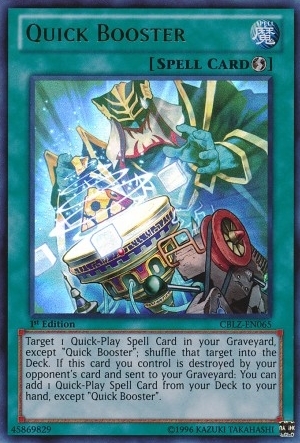 QUICK BOOSTER
SPELL
魔
[SPELL CARD]
1st Edition
CBLZ-EN065
Target 1 Quick-Play Spell Card in your Graveyard,
except "Quick Booster"; shuffle that target into the
Deck. If this card you control is destroyed by your
opponent's card and sent to your Graveyard: You can
add 1 Quick-Play Spell Card from your Deck to your
hand, except "Quick Booster".
45869829
©1996 KAZUKI TAKAHASHI